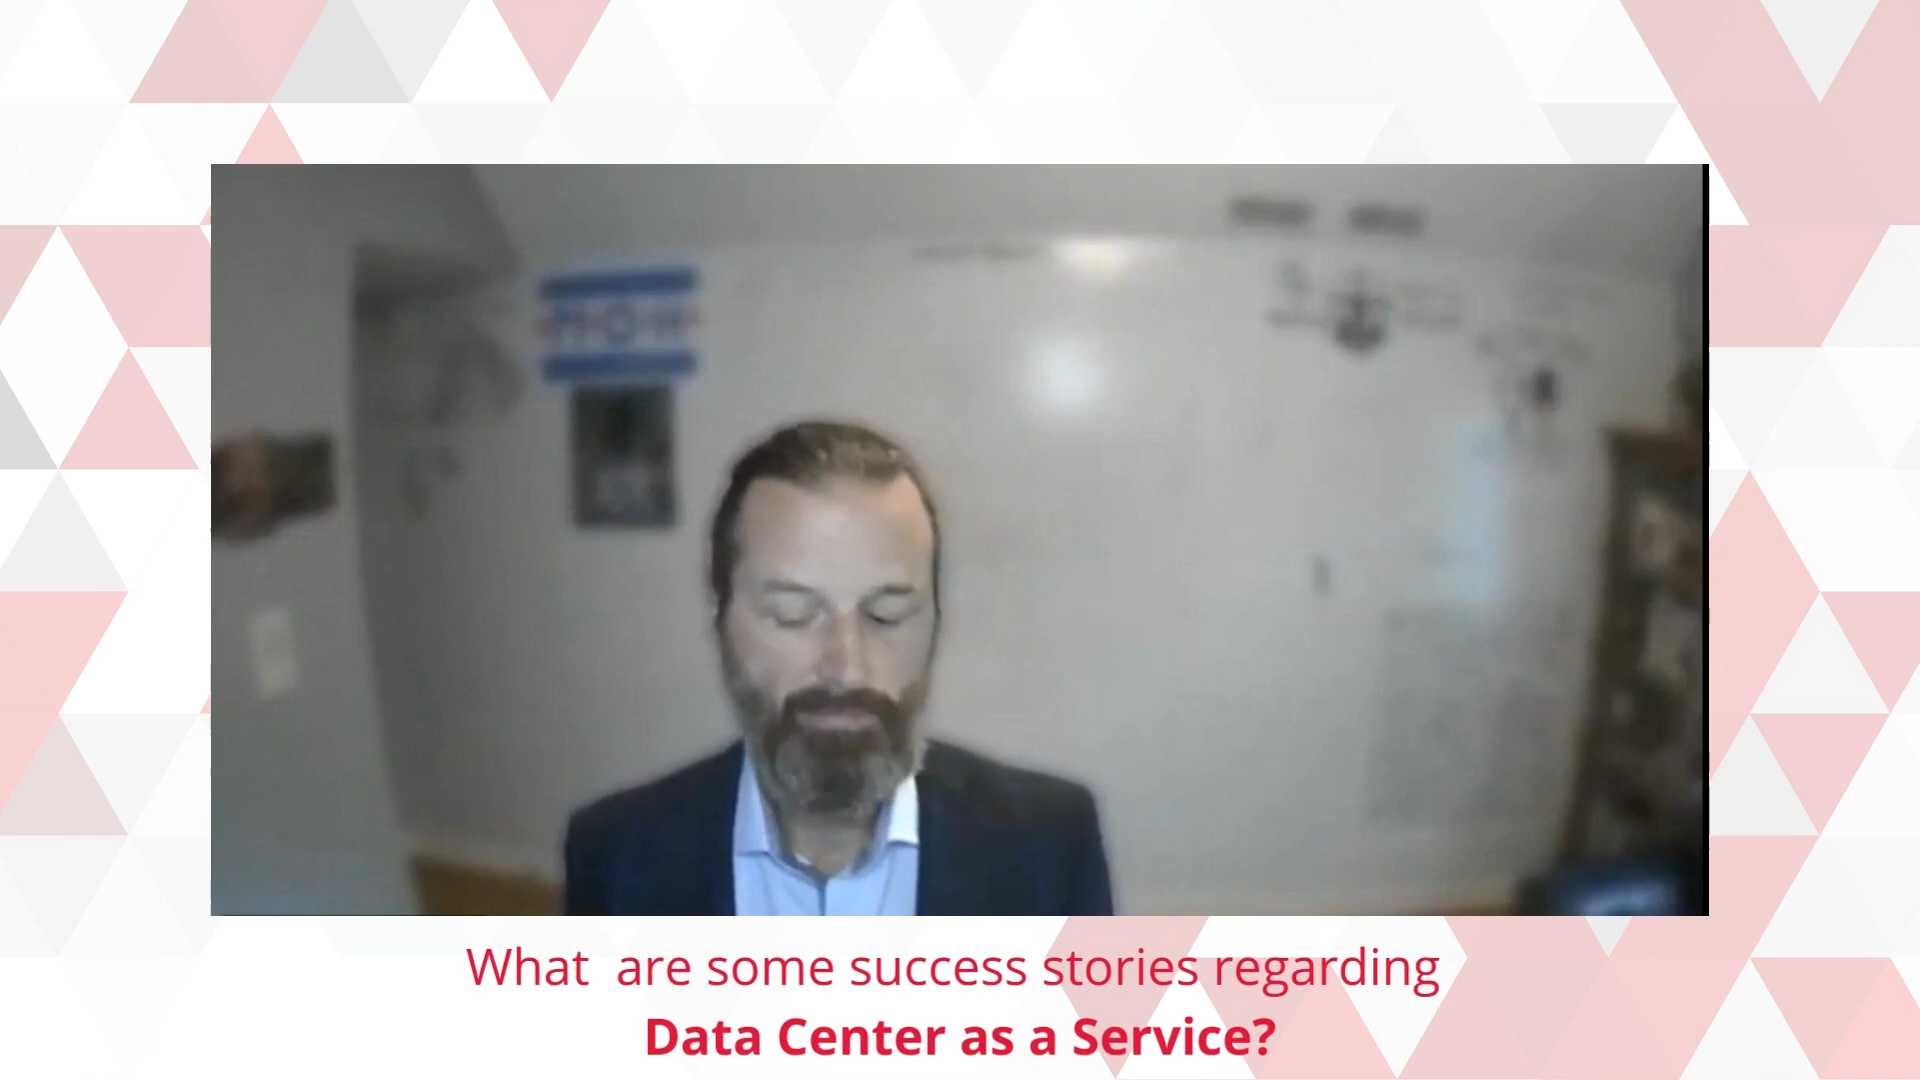 What are some success stories regarding
Data Center as a Service?